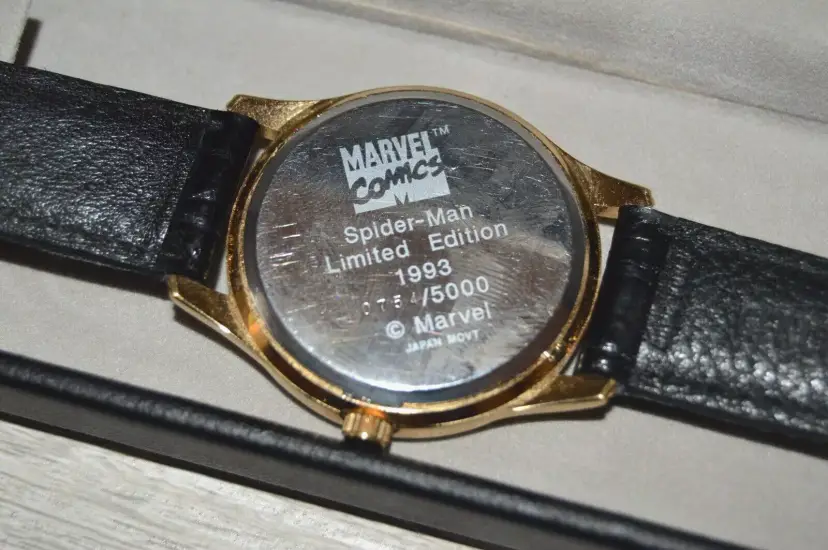 MARVEL™
COMICS
M
Spider-Man
Limited Edition
1993
0754/5000
© Marvel
JAPAN MOVT